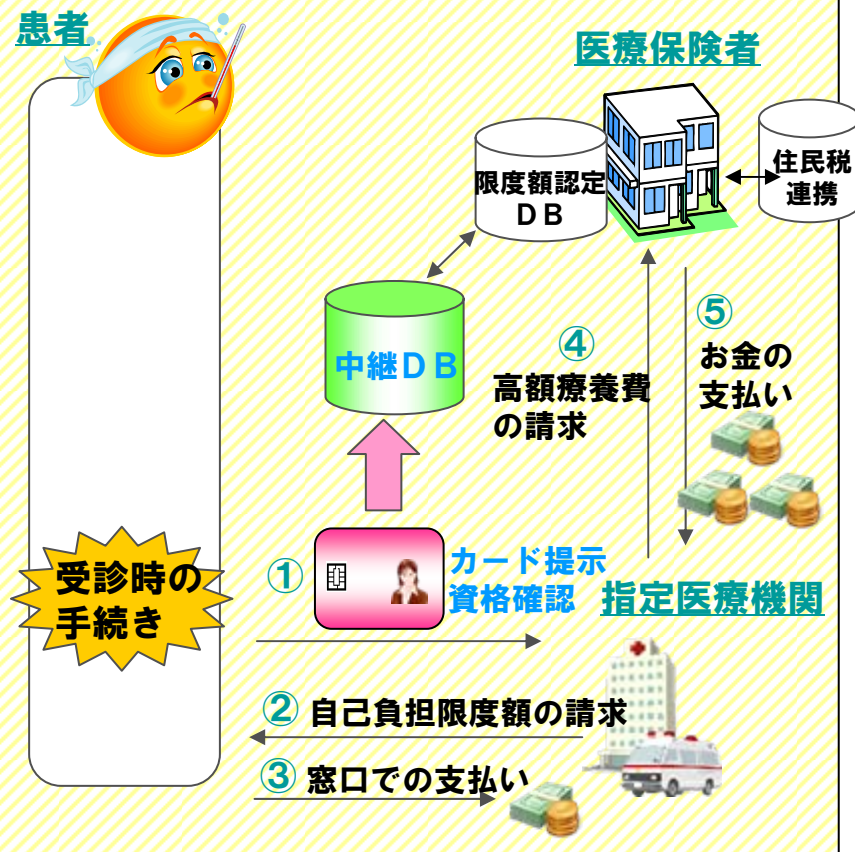 患者
医療保険者
限度額認定
ＤＢ
住民税
連携
中継ＤＢ
④
高額療養費
の請求
⑤
お金の
支払い
受診時の
手続き
①
カード提示
資格確認
指定医療機関
② 自己負担限度額の請求
③ 窓口での支払い